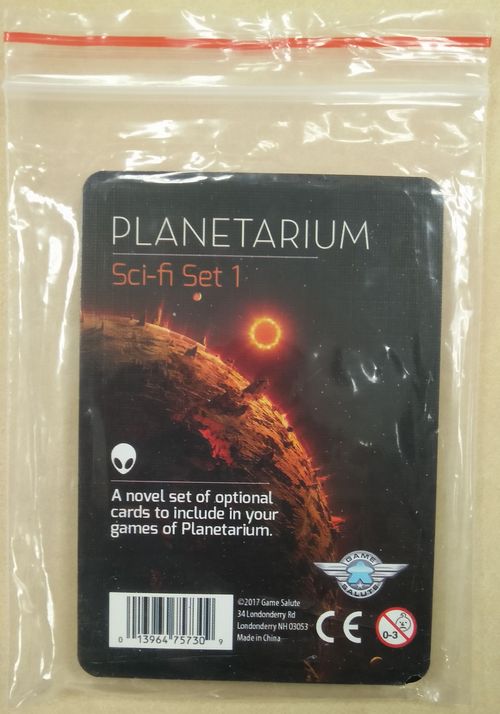 PLANETARIUM
Sci-fi Set 1
A novel set of optional
cards to include in your
games of Planetarium.
GAME
SALUTE
©2017 Game Salute
34 Londonderry Rd
Londonderry NH 03053
Made in China
0 13964 75730 9
CE
0-3